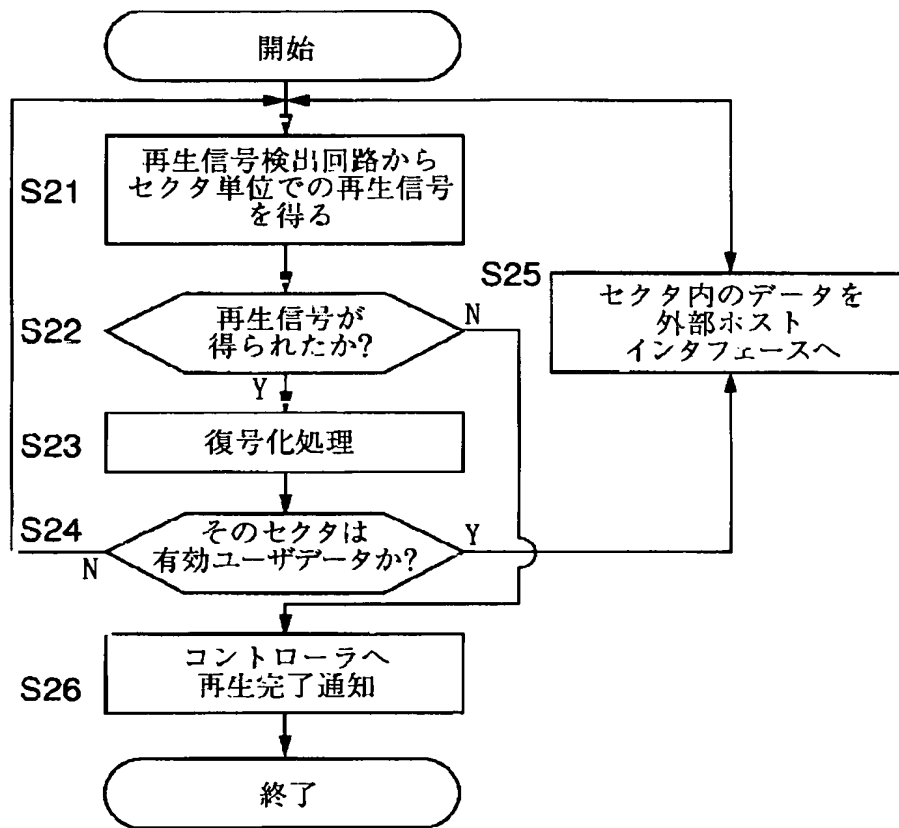 開始
S21
再生信号検出回路から
セクタ単位での再生信号
を得る
S22
再生信号が
得られたか?
N
Y
S23
復号化処理
S24
そのセクタは
有効ユーザデータか?
N
Y
S25
セクタ内のデータを
外部ホスト
インタフェースへ
S26
コントローラへ
再生完了通知
終了